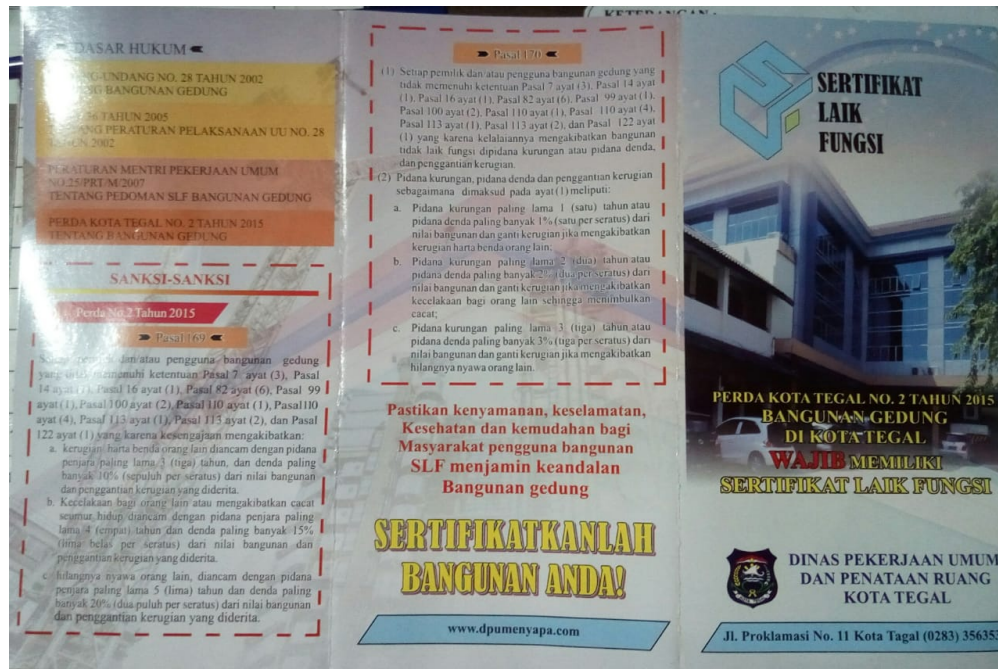 KETERANGAN :
DASAR HUKUM
UNDANG-UNDANG NO. 28 TAHUN 2002
BANGUNAN GEDUNG
36 TAHUN 2005
PERATURAN PELAKSANAAN UU NO. 28
TAHUN 2002
PERATURAN MENTRI PEKERJAAN UMUM
NO.25/PRT/M/2007
TENTANG PEDOMAN SLF BANGUNAN GEDUNG
PERDA KOTA TEGAL NO. 2 TAHUN 2015
TENTANG BANGUNAN GEDUNG
SANKSI-SANKSI
Perda No.2 Tahun 2015
Pasal 169
Setiap pemilik dan/atau pengguna bangunan gedung
yang tidak memenuhi ketentuan Pasal 7 ayat (3), Pasal
14 ayat (1), Pasal 16 ayat (1), Pasal 82 ayat (6), Pasal 99
ayat (1), Pasal 100 ayat (2), Pasal 110 ayat (1), Pasal110
ayat (4), Pasal 113 ayat (1), Pasal 113 ayat (2), dan Pasal
122 ayat (1) yang karena kesengajaan mengakibatkan:
a. kerugian harta benda orang lain diancam dengan pidana
penjara paling lama 3 (tiga) tahun, dan denda paling
banyak 10% (sepuluh per seratus) dari nilai bangunan
dan penggantian kerugian yang diderita.
b. Kecelakaan bagi orang lain atau mengakibatkan cacat
seumur hidup diancam dengan pidana penjara paling
lama 4 (empat) tahun dan denda paling banyak 15%
(lima belas per seratus) dari nilai bangunan dan
penggantian kerugian yang diderita.
c. hilangnya nyawa orang lain, diancam dengan pidana
penjara paling lama 5 (lima) tahun dan denda paling
banyak 20% (dua puluh per seratus) dari nilai bangunan
dan penggantian kerugian yang diderita.
Pasal 170
(1) Setiap pemilik dan/atau pengguna bangunan gedung yang
tidak memenuhi ketentuan Pasal 7 ayat (3), Pasal 14 ayat
(1), Pasal 16 ayat (1), Pasal 82 ayat (6), Pasal 99 ayat (1),
Pasal 100 ayat (2), Pasal 110 ayat (1), Pasal 110 ayat (4),
Pasal 113 ayat (1), Pasal 113 ayat (2), dan Pasal 122 ayat
(1) yang karena kelalaiannya mengakibatkan bangunan
tidak laik fungsi dipidana kurungan atau pidana denda,
dan penggantian kerugian.
(2) Pidana kurungan, pidana denda dan penggantian kerugian
sebagaimana dimaksud pada ayat (1) meliputi:
a. Pidana kurungan paling lama 1 (satu) tahun atau
pidana denda paling banyak 1% (satu per seratus) dari
nilai bangunan dan ganti kerugian jika mengakibatkan
kerugian harta benda orang lain;
b. Pidana kurungan paling lama 2 (dua) tahun atau
pidana denda paling banyak 2% (dua per seratus) dari
nilai bangunan dan ganti kerugian jika mengakibatkan
kecelakaan bagi orang lain sehingga menimbulkan
cacat;
c. Pidana kurungan paling lama 3 (tiga) tahun atau
pidana denda paling banyak 3% (tiga per seratus) dari
nilai bangunan dan ganti kerugian jika mengakibatkan
hilangnya nyawa orang lain.
Pastikan kenyamanan, keselamatan,
Kesehatan dan kemudahan bagi
Masyarakat pengguna bangunan
SLF menjamin keandalan
Bangunan gedung
SERTIFIKATKANLAH
BANGUNAN ANDA!
www.dpumenyapa.com
SERTIFIKAT
LAIK
FUNGSI
PERDA KOTA TEGAL NO. 2 TAHUN 2015
BANGUNAN GEDUNG
DI KOTA TEGAL
WAJIB MEMILIKI
SERTIFIKAT LAIK FUNGSI
DINAS PEKERJAAN UMUM
DAN PENATAAN RUANG
KOTA TEGAL
Jl. Proklamasi No. 11 Kota Tagal (0283) 356353